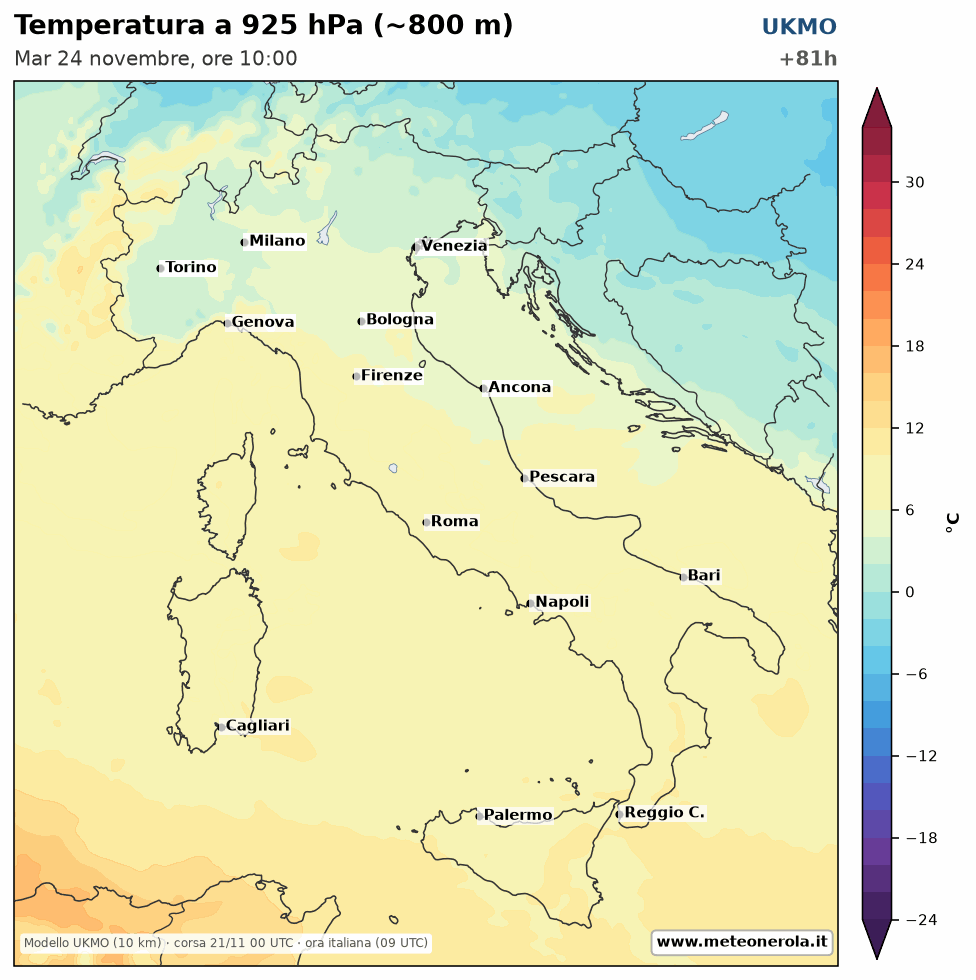 Temperatura a 925 hPa (~800 m)
UKMO
Mar 24 novembre, ore 10:00
+81h
Milano
Venezia
Torino
Genova
Bologna
Firenze
Ancona
Pescara
Roma
Bari
Napoli
Cagliari
Palermo
Reggio C.
30
24
18
12
6
0
−6
−12
−18
−24
°C
Modello UKMO (10 km) · corsa 21/11 00 UTC · ora italiana (09 UTC)
www.meteonerola.it